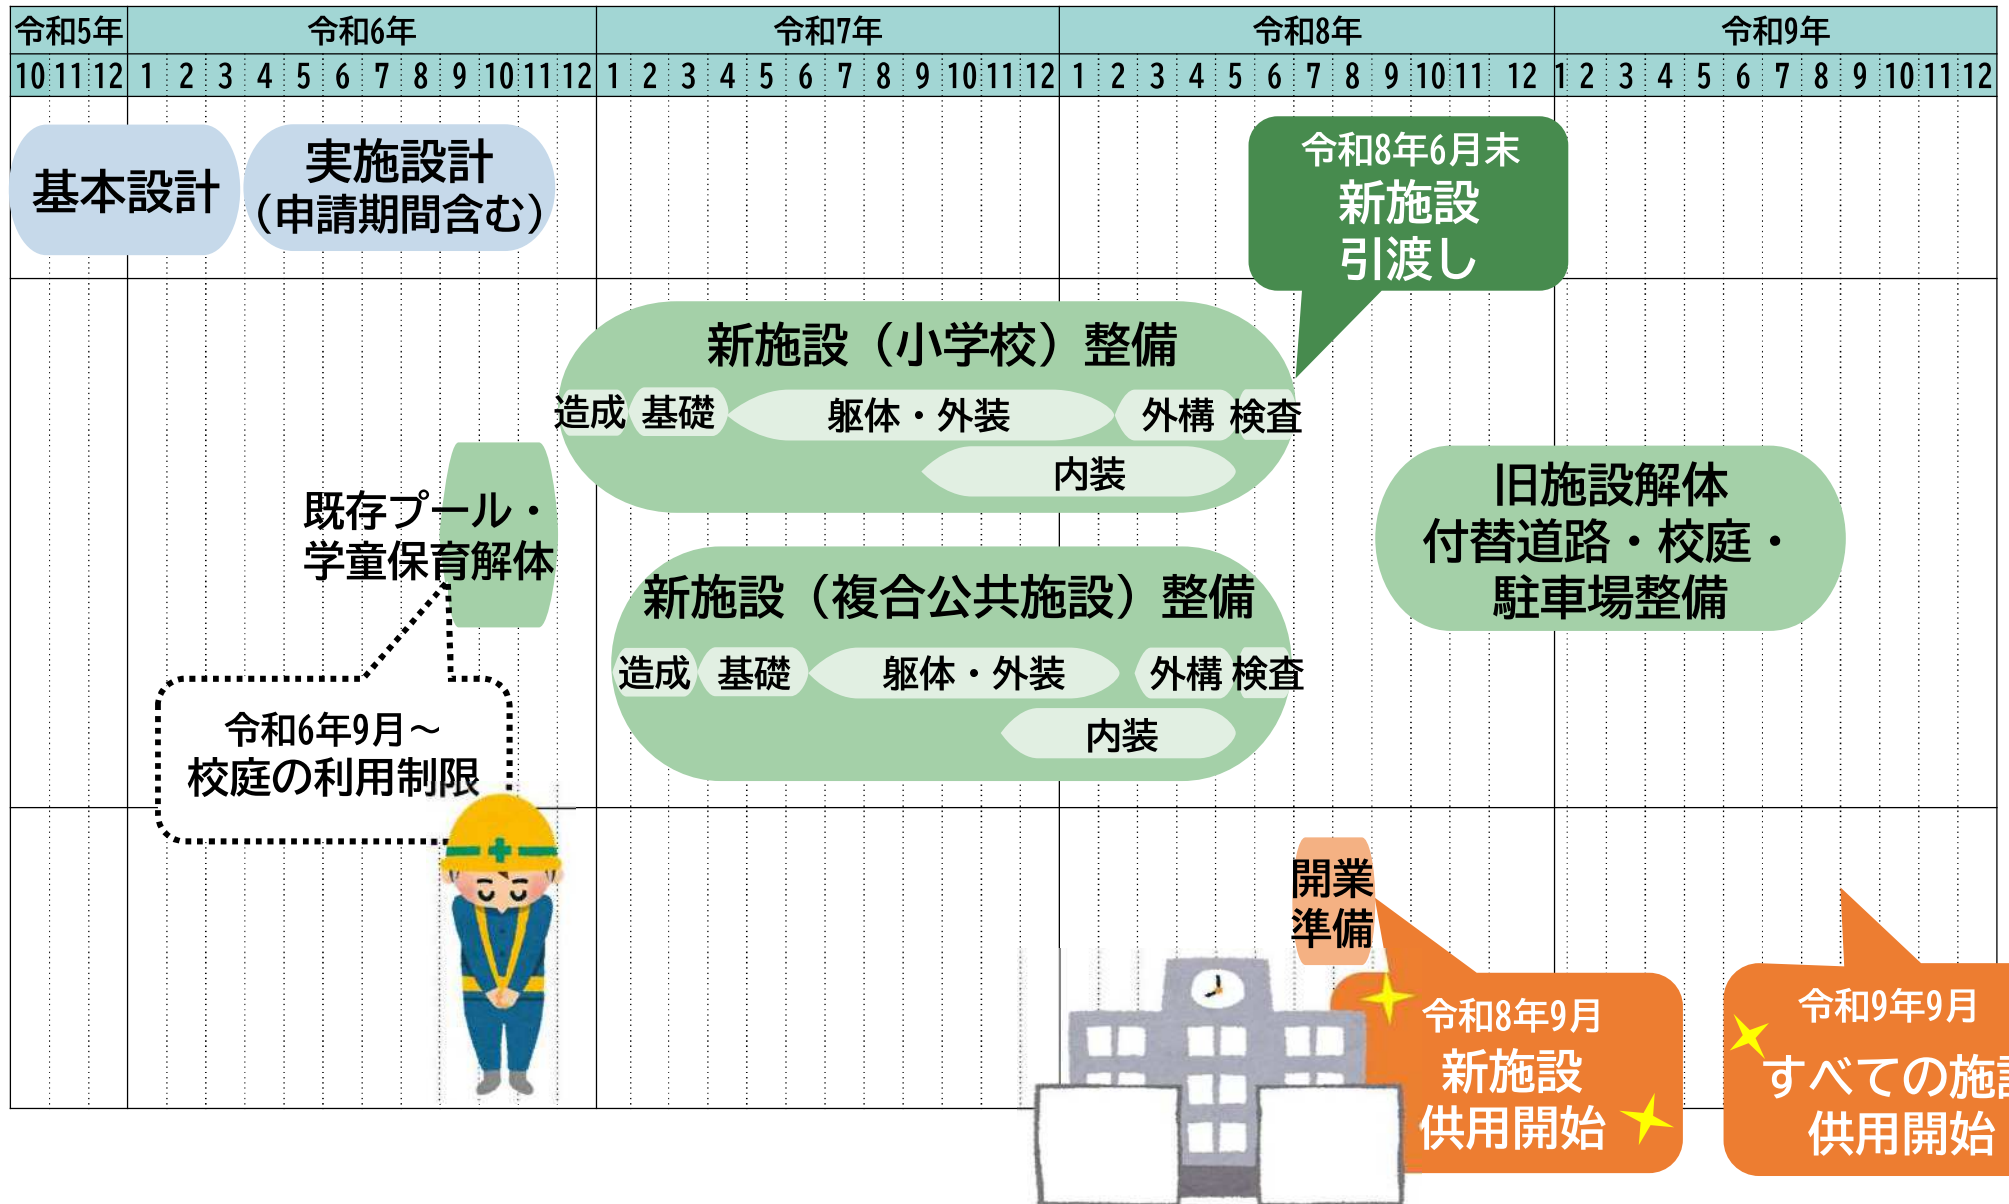 令和5年 令和6年 令和7年 令和8年 令和9年
10 11 12 1 2 3 4 5 6 7 8 9 10 11 12 1 2 3 4 5 6 7 8 9 10 11 12 1 2 3 4 5 6 7 8 9 10 11 12 1 2 3 4 5 6 7 8 9 10 11 12
基本設計
実施設計
（申請期間含む）
令和8年6月末
新施設
引渡し
新施設（小学校）整備
造成 基礎 躯体・外装 外構 検査
内装
既存プール・
学童保育解体
旧施設解体
付替道路・校庭・
駐車場整備
新施設（複合公共施設）整備
造成 基礎 躯体・外装 外構 検査
内装
令和6年9月～
校庭の利用制限
開業
準備
令和8年9月
新施設
供用開始
令和9年9月
すべての施設
供用開始